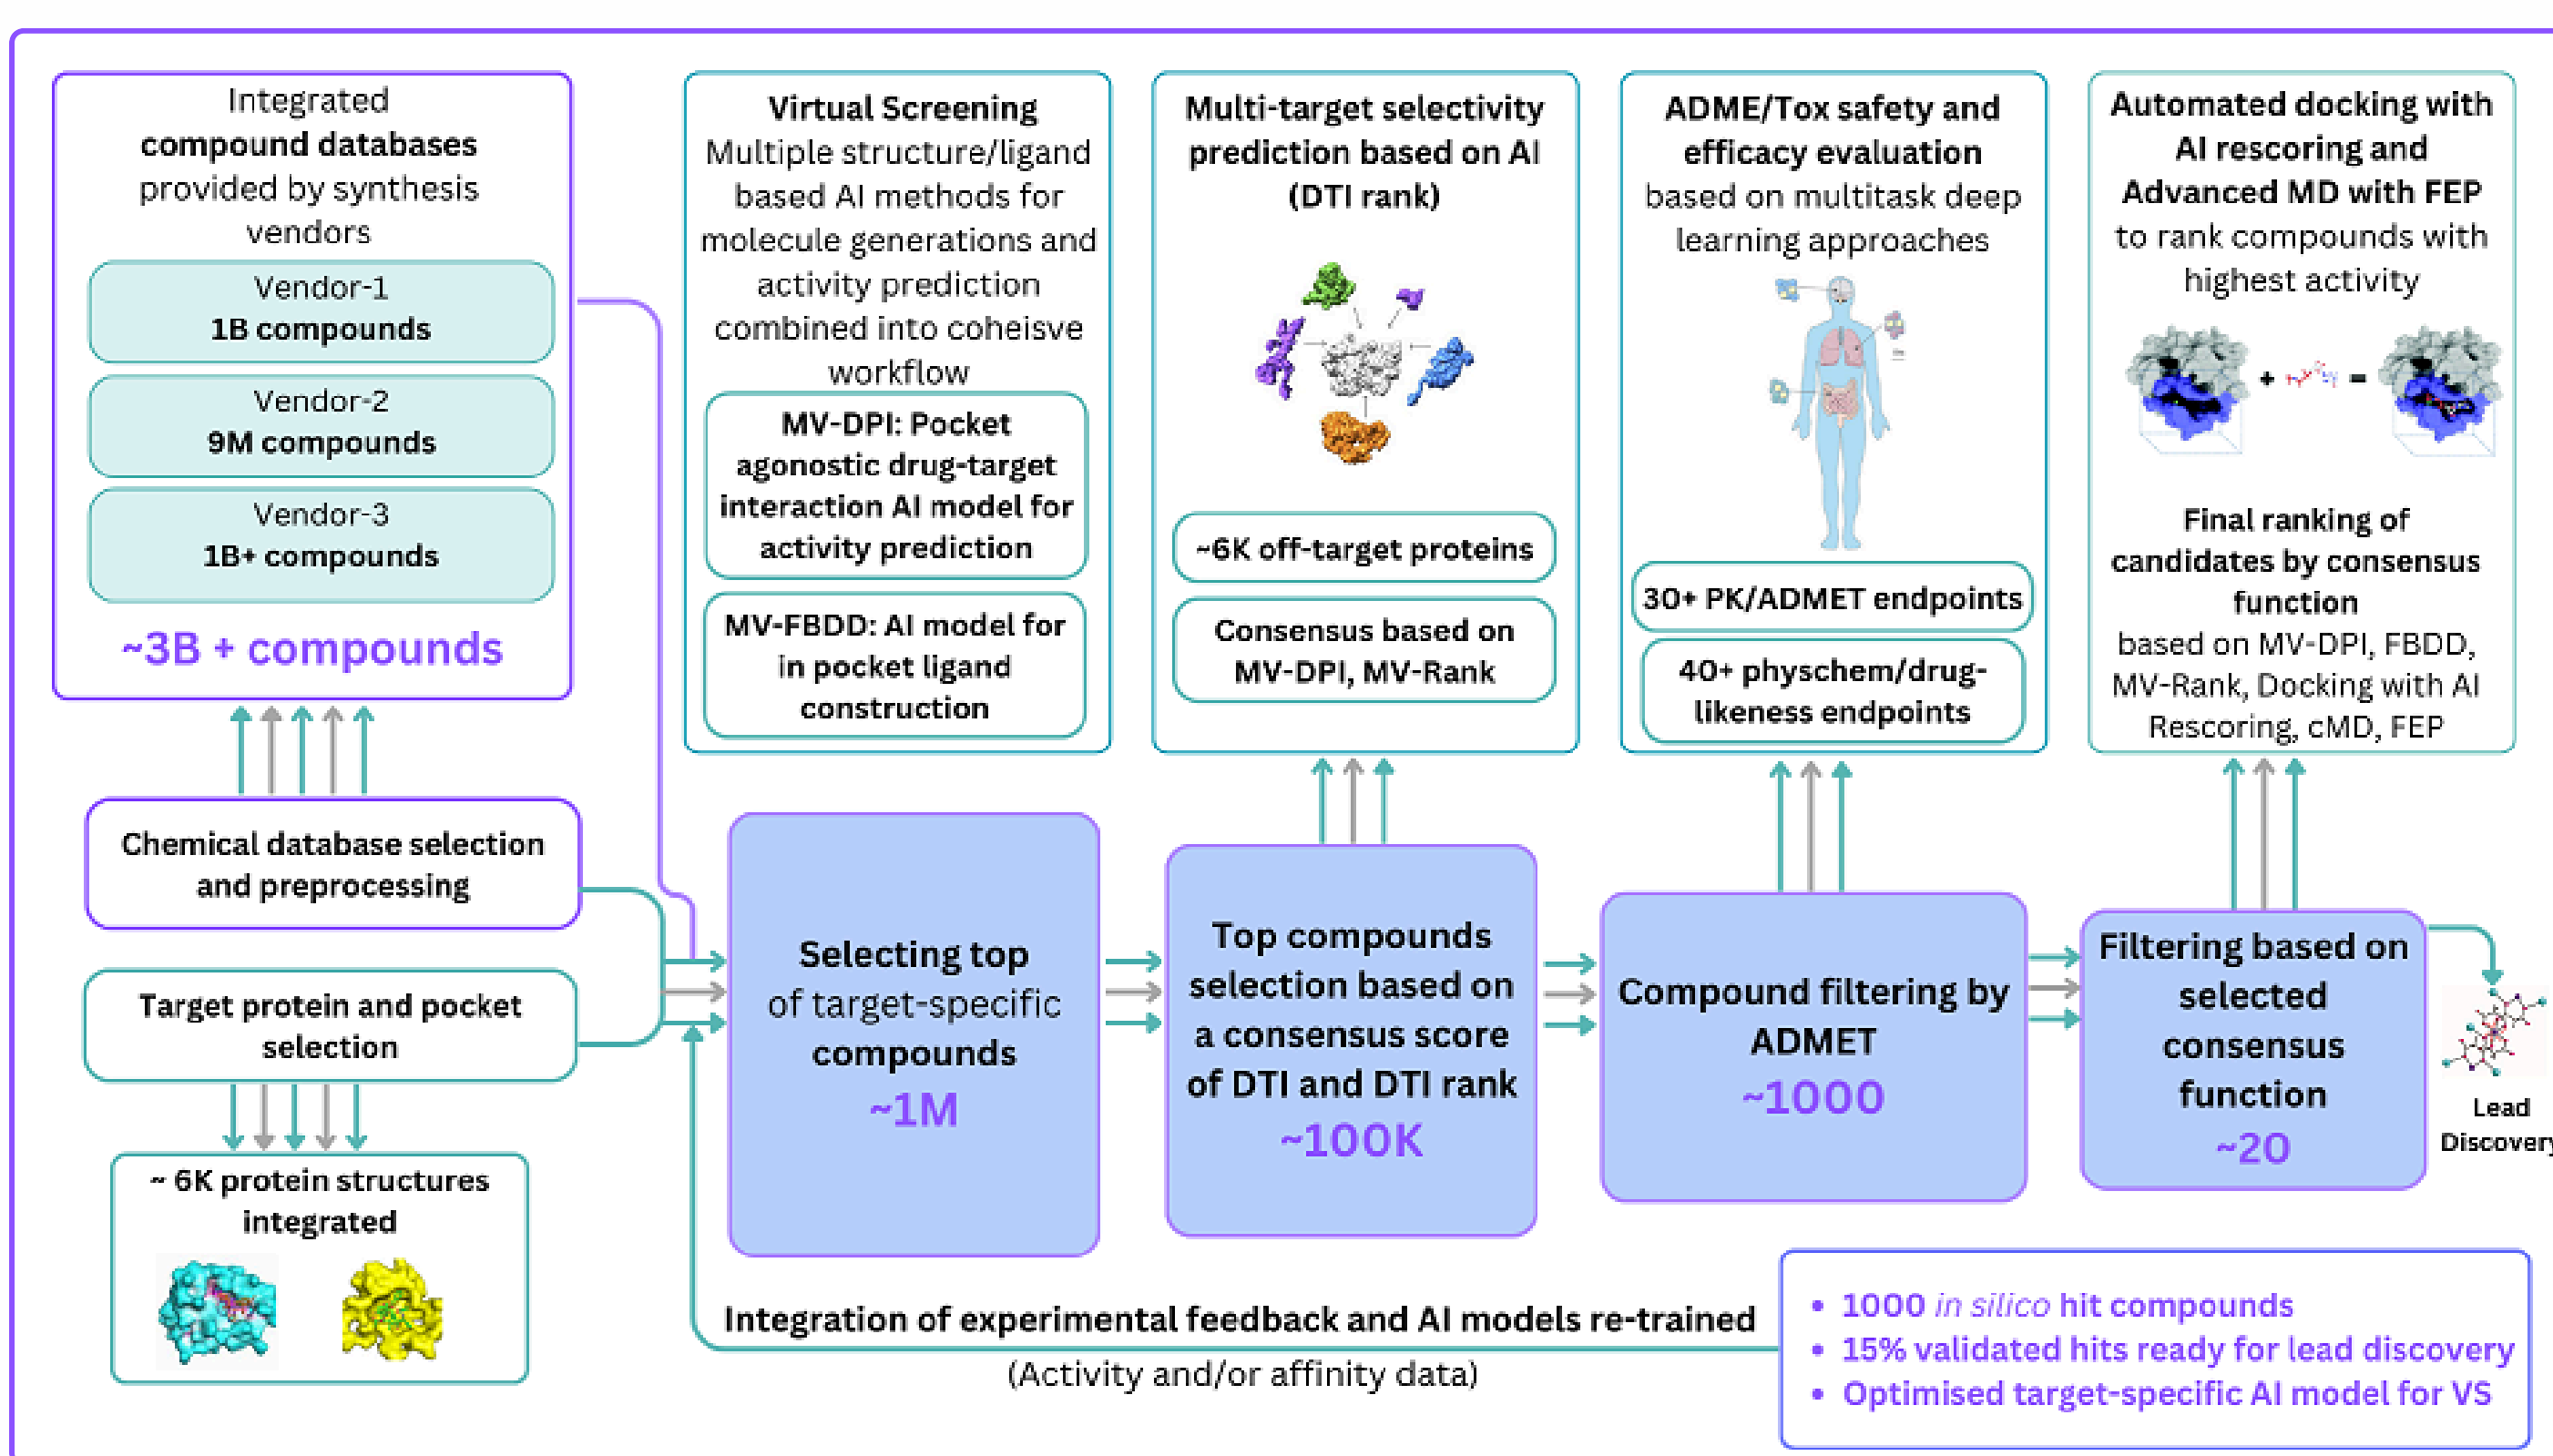 Integrated
compound databases
provided by synthesis
vendors
Vendor-1
1B compounds
Vendor-2
9M compounds
Vendor-3
1B+ compounds
~3B + compounds
Virtual Screening
Multiple structure/ligand
based AI methods for
molecule generations and
activity prediction
combined into coheisve
workflow
MV-DPI: Pocket
agonostic drug-target
interaction AI model for
activity prediction
MV-FBDD: AI model for
in pocket ligand
construction
Multi-target selectivity
prediction based on AI
(DTI rank)
~6K off-target proteins
Consensus based on
MV-DPI, MV-Rank
ADME/Tox safety and
efficacy evaluation
based on multitask deep
learning approaches
30+ PK/ADMET endpoints
40+ physchem/drug-
likeness endpoints
Automated docking with
AI rescoring and
Advanced MD with FEP
to rank compounds with
highest activity
+ =
Final ranking of
candidates by consensus
function
based on MV-DPI, FBDD,
MV-Rank, Docking with AI
Rescoring, cMD, FEP
Chemical database selection
and preprocessing
Target protein and pocket
selection
~ 6K protein structures
integrated
Selecting top
of target-specific
compounds
~1M
Top compounds
selection based on
a consensus score
of DTI and DTI rank
~100K
Compound filtering by
ADMET
~1000
Filtering based on
selected
consensus
function
~20
Lead
Discovery
Integration of experimental feedback and AI models re-trained
(Activity and/or affinity data)
• 1000 in silico hit compounds
• 15% validated hits ready for lead discovery
• Optimised target-specific AI model for VS